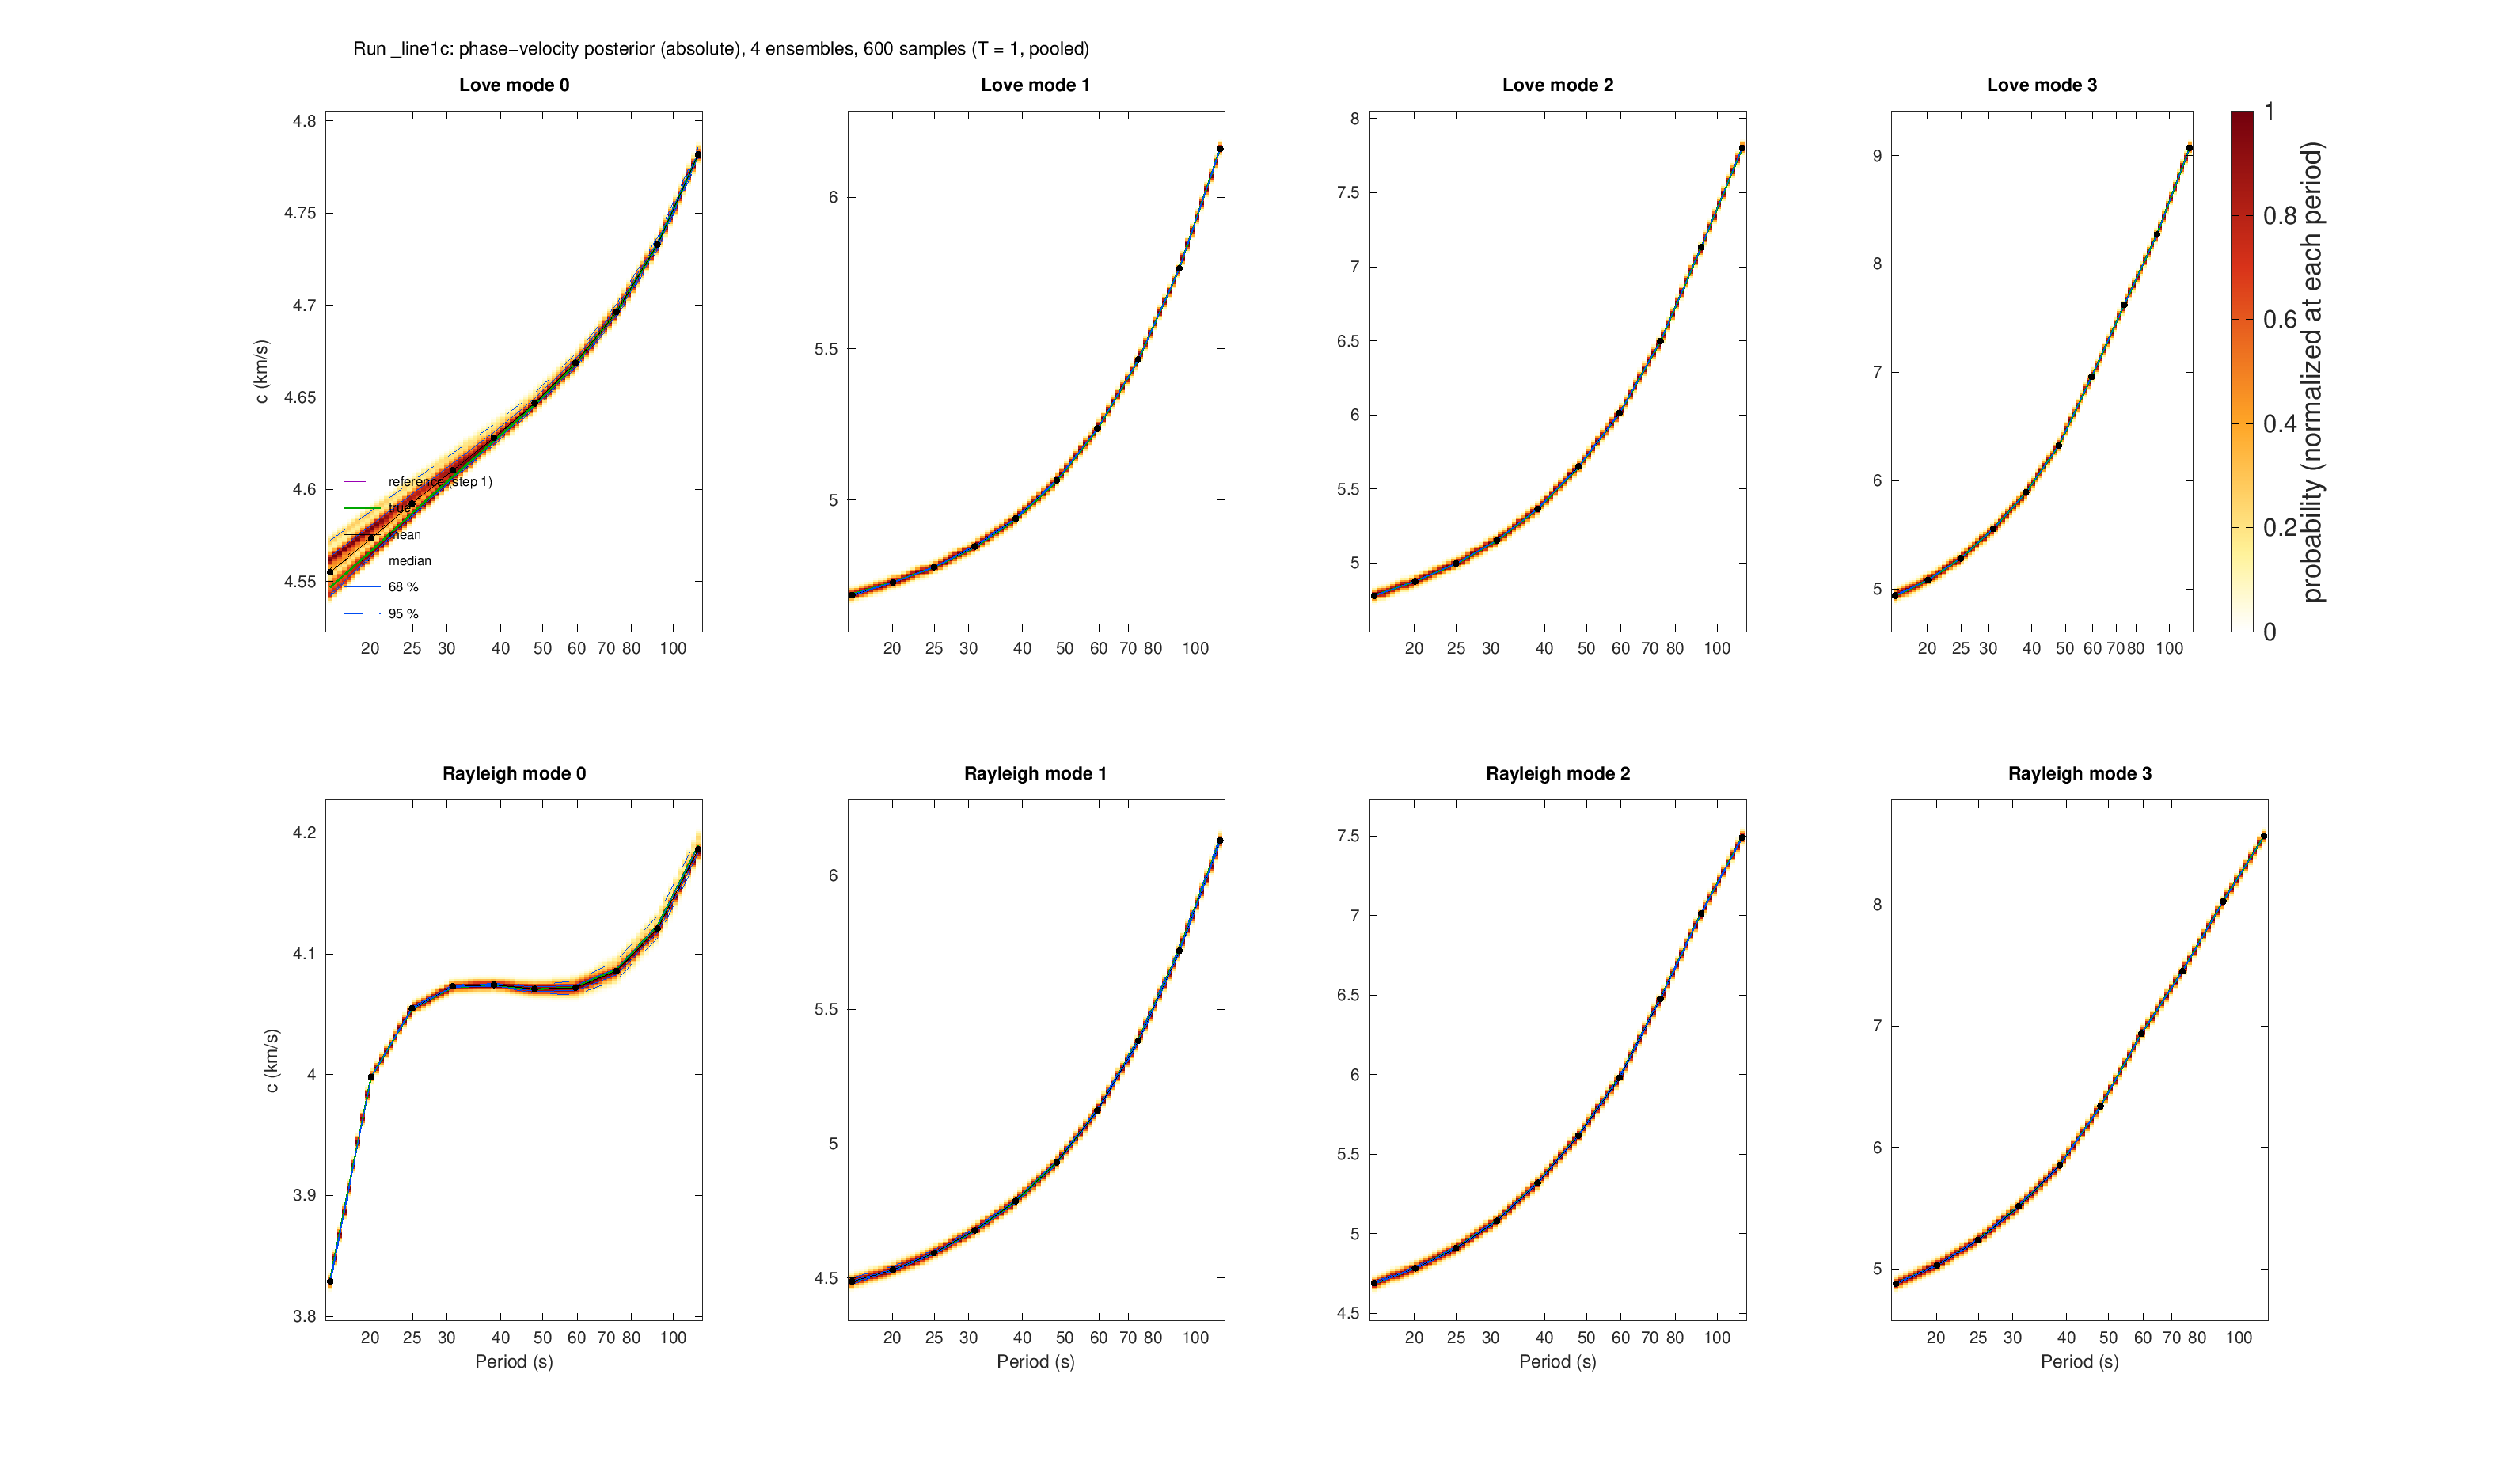 Run _line1c: phase−velocity posterior (absolute), 4 ensembles, 600 samples (T = 1, pooled)
Love mode 0
Love mode 1
Love mode 2
Love mode 3
c (km/s)
4.8
4.75
4.7
4.65
4.6
4.55
reference (step 1)
true
mean
median
68 %
95 %
20 25 30 40 50 60 70 80 100
6
5.5
5
20 25 30 40 50 60 70 80 100
8
7.5
7
6.5
6
5.5
5
20 25 30 40 50 60 70 80 100
9
8
7
6
5
20 25 30 40 50 60 70 80 100
1
0.8
0.6
0.4
0.2
0
probability (normalized at each period)
Rayleigh mode 0
Rayleigh mode 1
Rayleigh mode 2
Rayleigh mode 3
c (km/s)
4.2
4.1
4
3.9
3.8
20 25 30 40 50 60 70 80 100
Period (s)
6
5.5
5
4.5
20 25 30 40 50 60 70 80 100
Period (s)
7.5
7
6.5
6
5.5
5
4.5
20 25 30 40 50 60 70 80 100
Period (s)
8
7
6
5
20 25 30 40 50 60 70 80 100
Period (s)